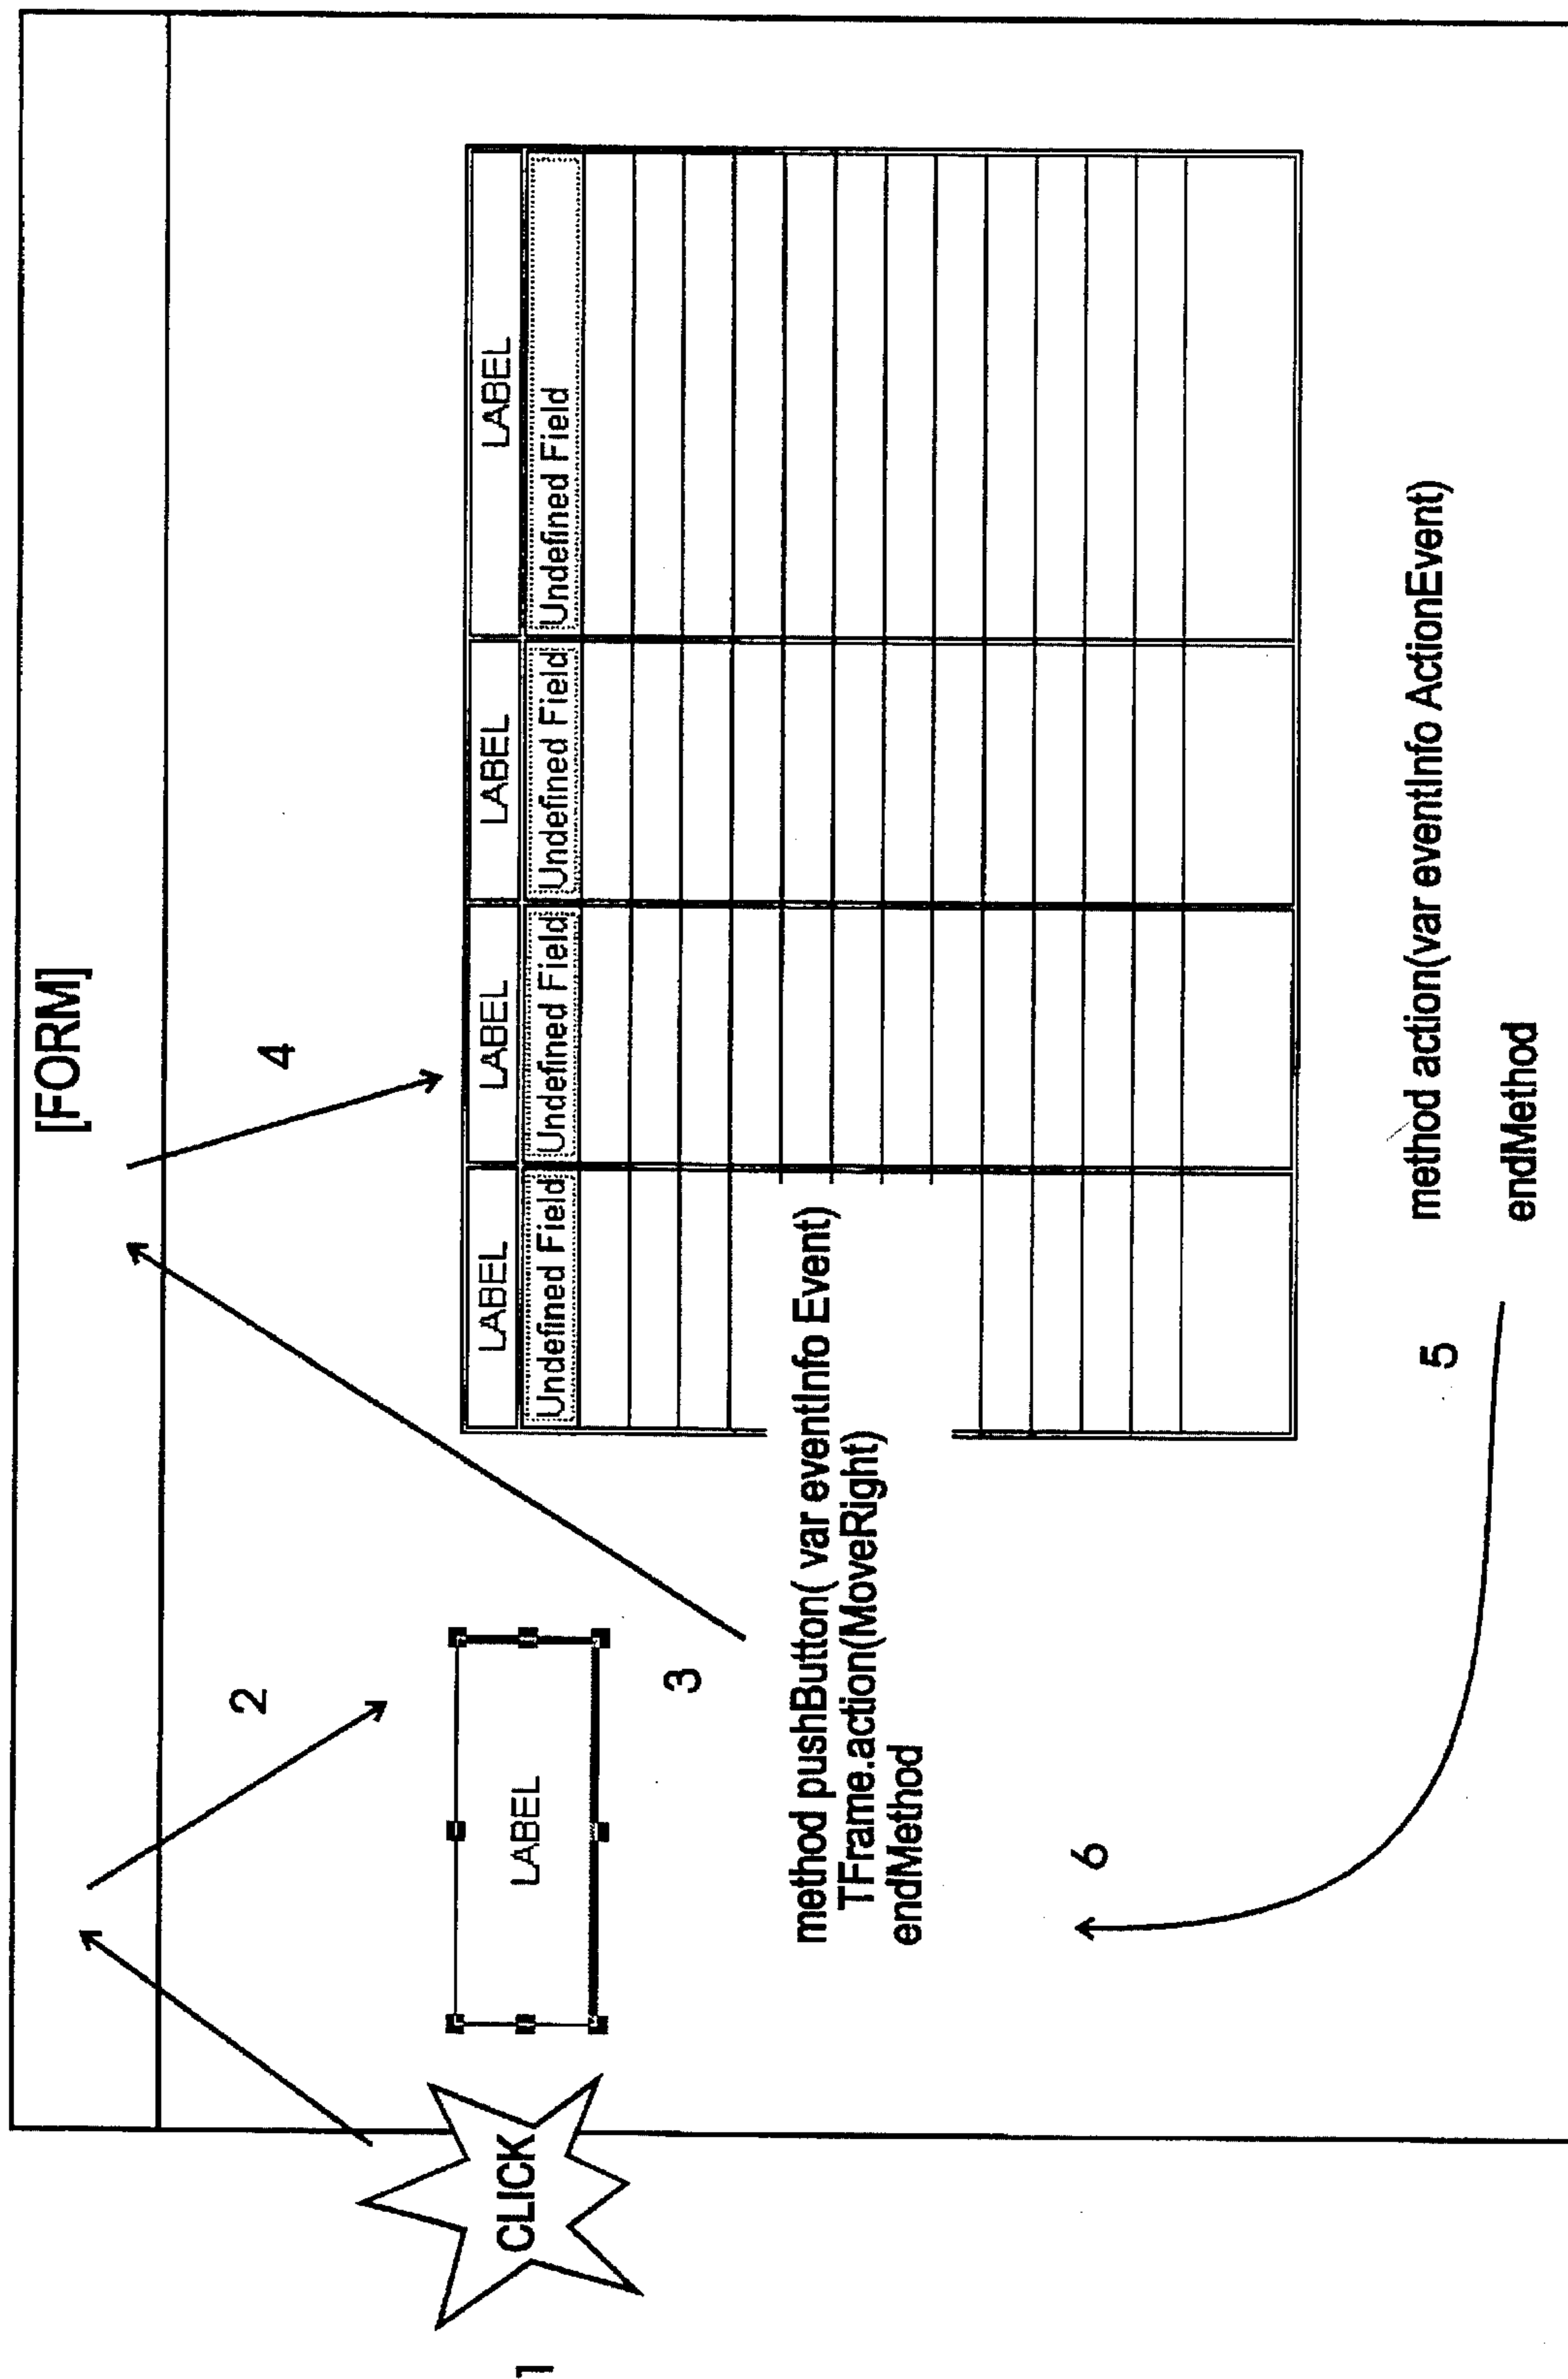 [FORM]
2
4
1
CLICK
LABEL
LABEL
LABEL
LABEL
LABEL
Undefined Field
Undefined Field
Undefined Field
Undefined Field
3
method pushButton( var eventInfo Event)
TFrame.action(MoveRight)
endMethod
6
5
method action(var eventInfo ActionEvent)
endMethod